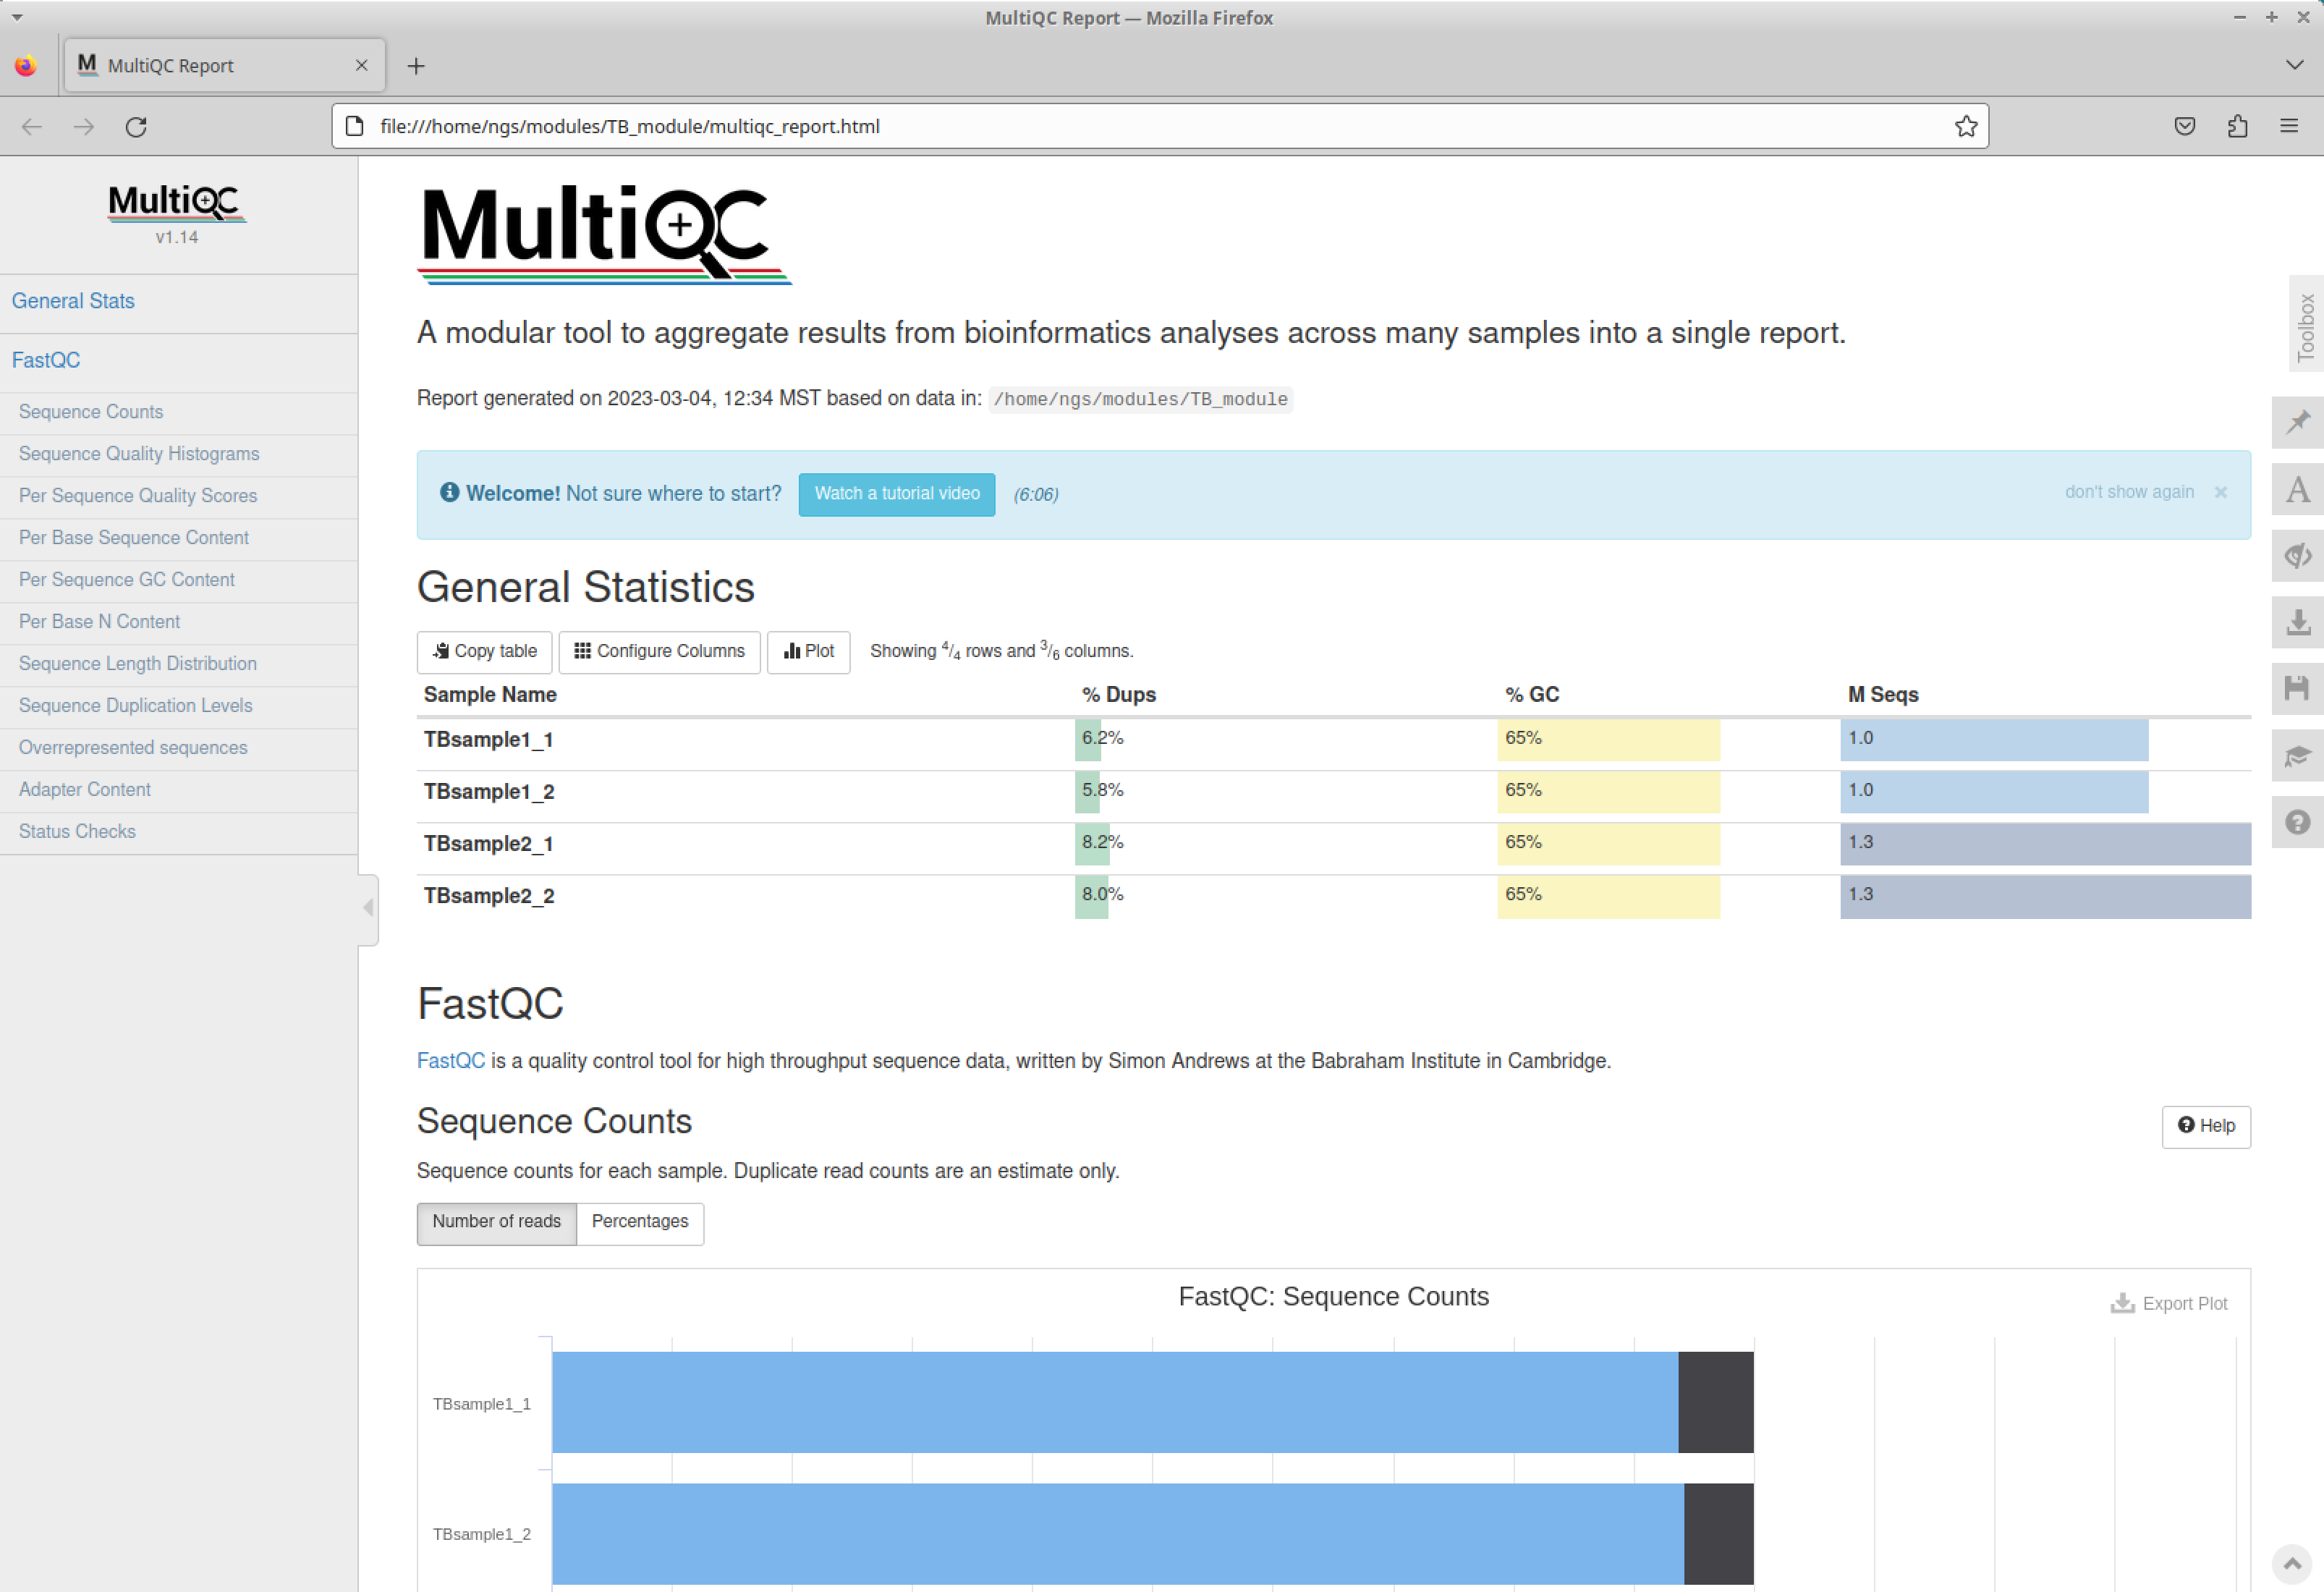 MultiQC Report — Mozilla Firefox
M MultiQC Report
file:///home/ngs/modules/TB_module/multiqc_report.html
MultiQC
v1.14
General Stats
FastQC
Sequence Counts
Sequence Quality Histograms
Per Sequence Quality Scores
Per Base Sequence Content
Per Sequence GC Content
Per Base N Content
Sequence Length Distribution
Sequence Duplication Levels
Overrepresented sequences
Adapter Content
Status Checks
MultiQC
A modular tool to aggregate results from bioinformatics analyses across many samples into a single report.
Report generated on 2023-03-04, 12:34 MST based on data in: /home/ngs/modules/TB_module
Welcome! Not sure where to start? Watch a tutorial video (6:06) don't show again ×
General Statistics
Copy table Configure Columns Plot Showing 4/4 rows and 3/6 columns.
Sample Name % Dups % GC M Seqs
TBsample1_1 6.2% 65% 1.0
TBsample1_2 5.8% 65% 1.0
TBsample2_1 8.2% 65% 1.3
TBsample2_2 8.0% 65% 1.3
FastQC
FastQC is a quality control tool for high throughput sequence data, written by Simon Andrews at the Babraham Institute in Cambridge.
Sequence Counts
Help
Sequence counts for each sample. Duplicate read counts are an estimate only.
Number of reads Percentages
FastQC: Sequence Counts
Export Plot
TBsample1_1
TBsample1_2
Toolbox
A